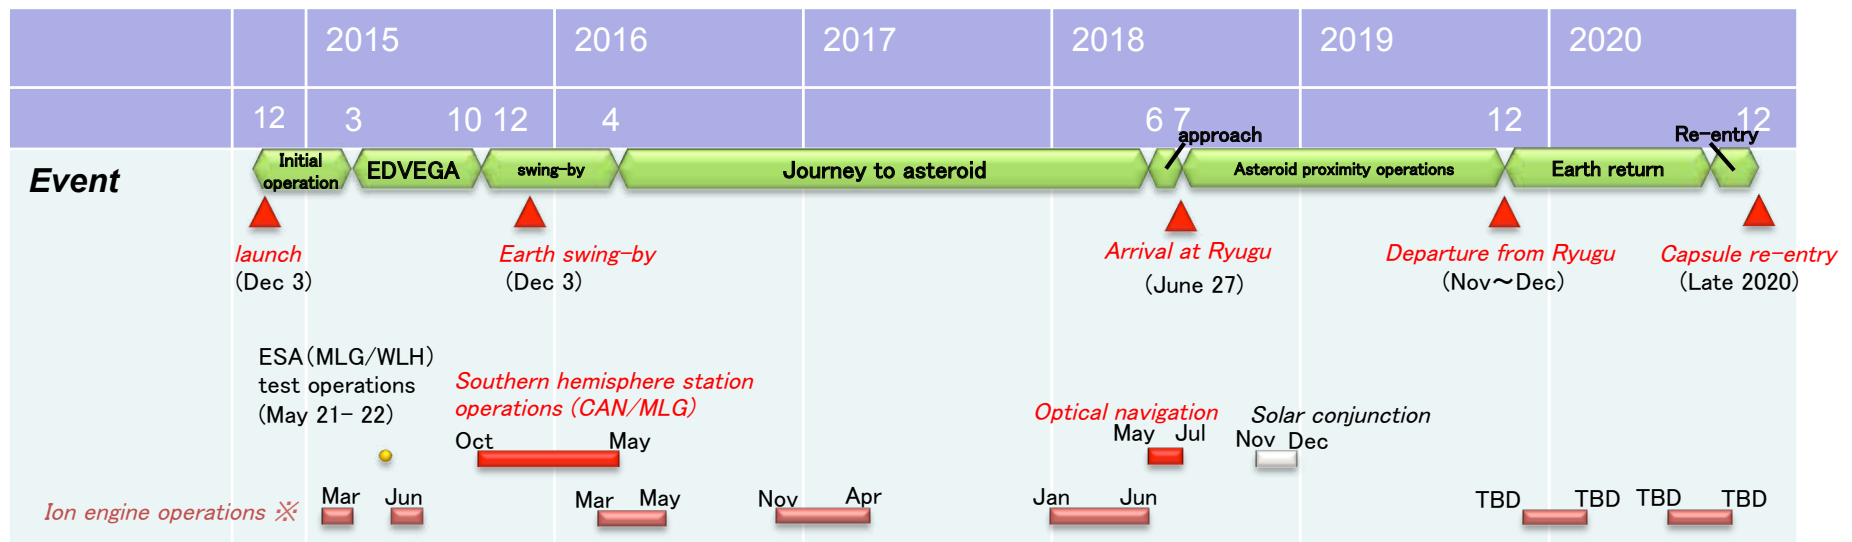 2015 2016 2017 2018 2019 2020
12 3 10 12 4 6 7 12 12
approach Re-entry
Event
Initial
operation
EDVEGA
swing-by
Journey to asteroid
Asteroid proximity operations
Earth return
launch
(Dec 3)
Earth swing-by
(Dec 3)
Arrival at Ryugu
(June 27)
Departure from Ryugu
(Nov～Dec)
Capsule re-entry
(Late 2020)
ESA(MLG/WLH)
test operations
(May 21- 22)
Southern hemisphere station
operations (CAN/MLG)
Oct May
Optical navigation
May Jul
Solar conjunction
Nov Dec
Ion engine operations ※
Mar Jun Mar May Nov Apr Jan Jun TBD TBD TBD TBD